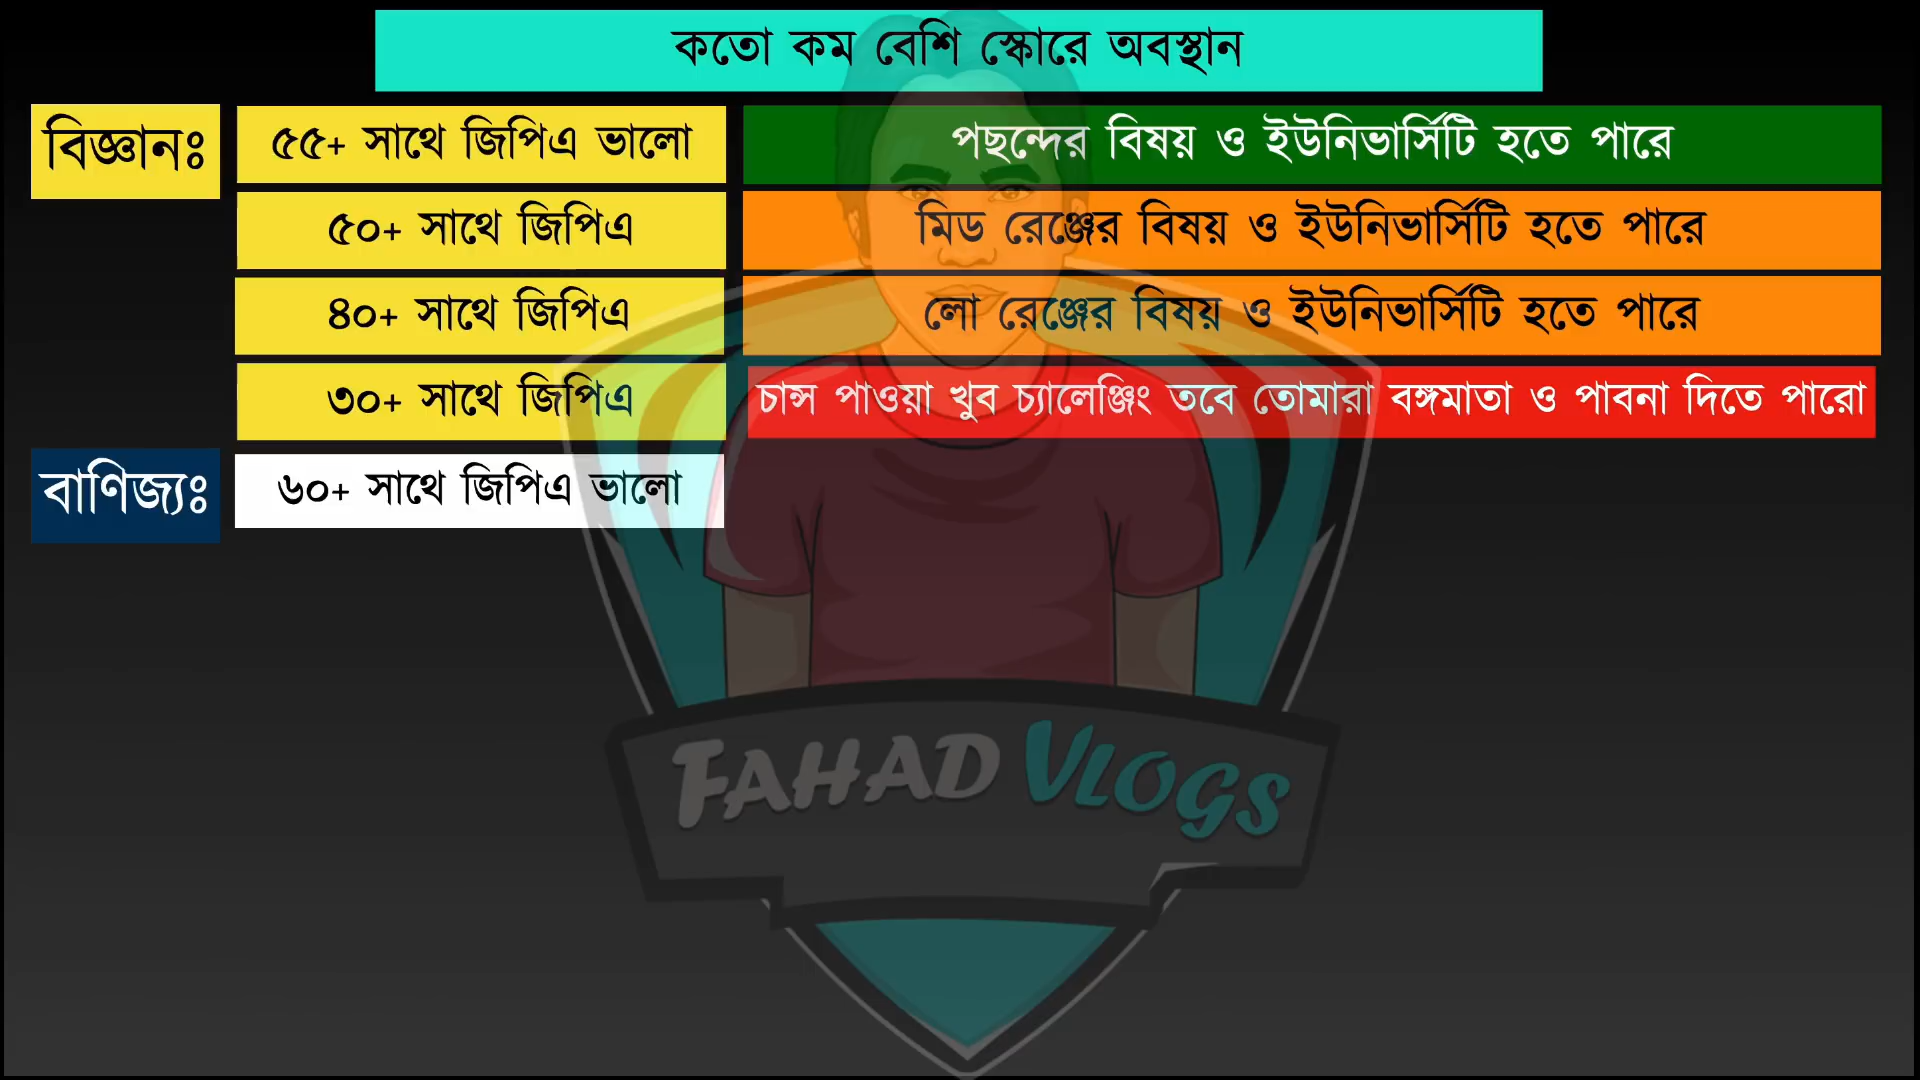 কতো কম বেশি স্কোরে অবস্থান
বিজ্ঞানঃ ৫৫+ সাথে জিপিএ ভালো পছন্দের বিষয় ও ইউনিভার্সিটি হতে পারে
৫০+ সাথে জিপিএ মিড রেঞ্জের বিষয় ও ইউনিভার্সিটি হতে পারে
৪০+ সাথে জিপিএ লো রেঞ্জের বিষয় ও ইউনিভার্সিটি হতে পারে
৩০+ সাথে জিপিএ চান্স পাওয়া খুব চ্যালেঞ্জিং তবে তোমারা বঙ্গমাতা ও পাবনা দিতে পারো
বাণিজ্যঃ ৬০+ সাথে জিপিএ ভালো
FAHAD VLOGS